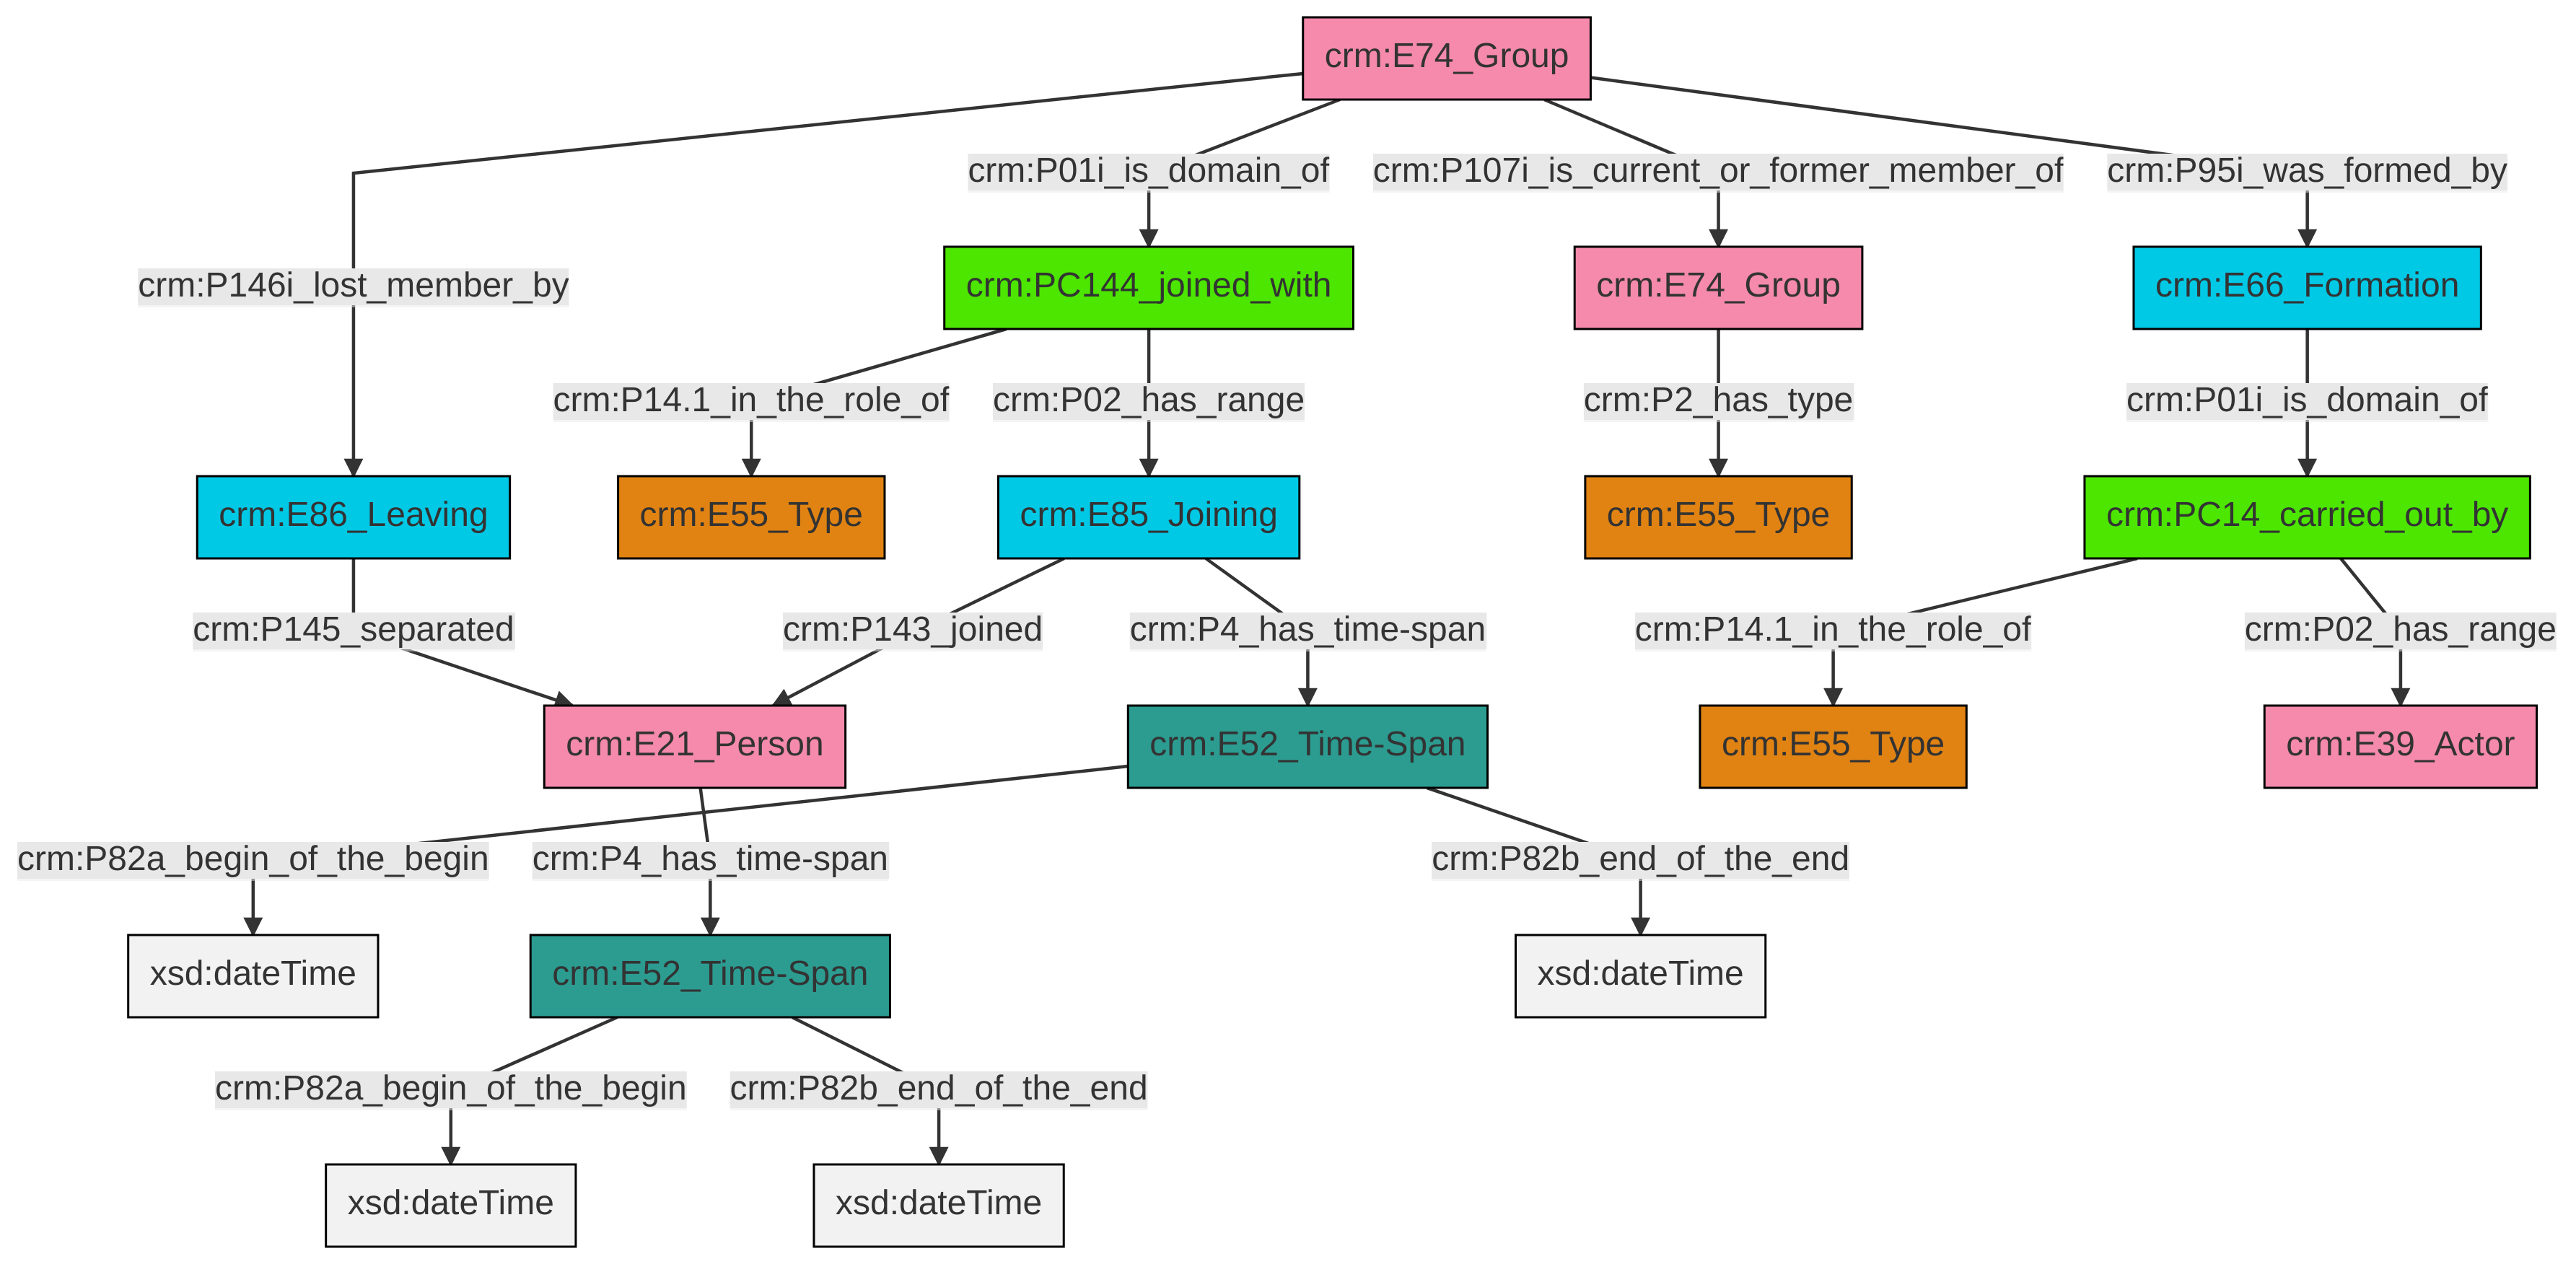 crm:E74_Group
crm:P01i_is_domain_of
crm:P107i_is_current_or_former_member_of
crm:P95i_was_formed_by
crm:P146i_lost_member_by
crm:PC144_joined_with
crm:E74_Group
crm:E66_Formation
crm:P14.1_in_the_role_of
crm:P02_has_range
crm:P2_has_type
crm:P01i_is_domain_of
crm:E86_Leaving
crm:E55_Type
crm:E85_Joining
crm:E55_Type
crm:PC14_carried_out_by
crm:P145_separated
crm:P143_joined
crm:P4_has_time-span
crm:P14.1_in_the_role_of
crm:P02_has_range
crm:E21_Person
crm:E52_Time-Span
crm:E55_Type
crm:E39_Actor
crm:P82a_begin_of_the_begin
crm:P4_has_time-span
crm:P82b_end_of_the_end
xsd:dateTime
crm:E52_Time-Span
xsd:dateTime
crm:P82a_begin_of_the_begin
crm:P82b_end_of_the_end
xsd:dateTime
xsd:dateTime